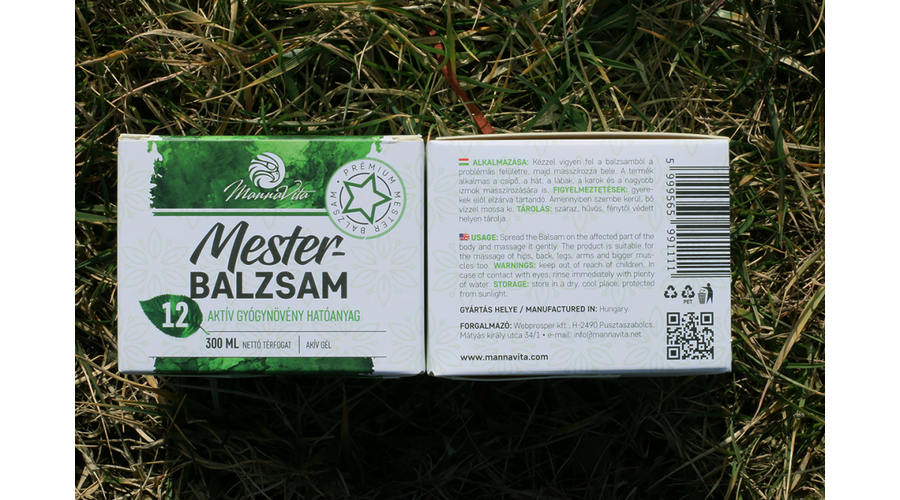 MannaVita
PRÉMIUM MESTER BALZSAM
Mester-
BALZSAM
12 AKTÍV GYÓGYNÖVÉNY HATÓANYAG
300 ML NETTÓ TÉRFOGAT | AKÍV GÉL
ALKALMAZÁSA: Kézzel vigyen fel a balzsamból a
problémás felületre, majd masszírozza bele. A termék
alkalmas a csípő, a hát, a lábak, a karok és a nagyobb
izmok masszírozására is. FIGYELMEZTETÉSEK: gyere-
kek elől elzárva tartandó. Amennyiben szembe kerül, bő
vízzel mossa ki. TÁROLÁS: száraz, hűvös, fénytől védett
helyen tárolja.
USAGE: Spread the Balsam on the affected part of the
body and massage it gently. The product is suitable for
the massage of hips, back, legs, arms and bigger mus-
cles too. WARNINGS: keep out of reach of children. In
case of contact with eyes, rinse immediately with plenty
of water. STORAGE: store in a dry, cool place, protected
from sunlight.
GYÁRTÁS HELYE / MANUFACTURED IN: Hungary
FORGALMAZÓ: Webprosper kft., H-2490 Pusztaszabolcs,
Mátyás király utca 34/1 • e-mail: info@mannavita.net
www.mannavita.com
5 999565 991111
PET